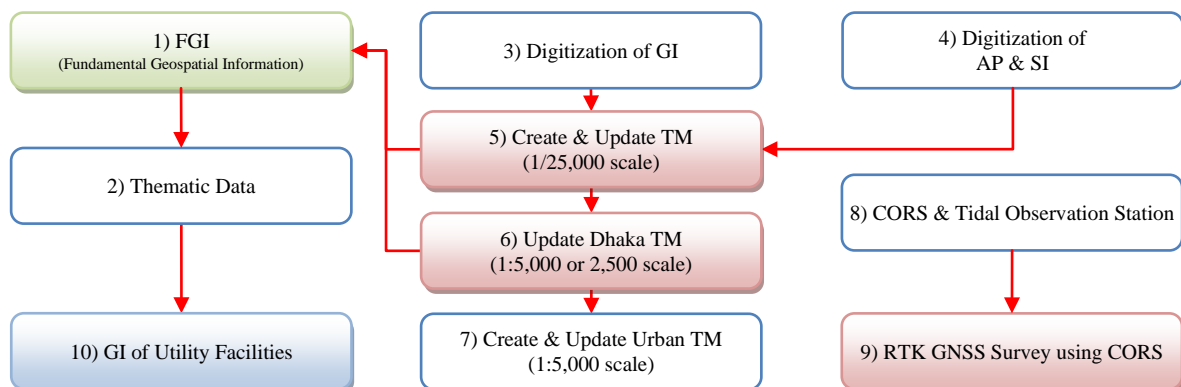 1) FGI
(Fundamental Geospatial Information)
2) Thematic Data
10) GI of Utility Facilities
3) Digitization of GI
5) Create & Update TM
(1/25,000 scale)
6) Update Dhaka TM
(1:5,000 or 2,500 scale)
7) Create & Update Urban TM
(1:5,000 scale)
4) Digitization of
AP & SI
8) CORS & Tidal Observation Station
9) RTK GNSS Survey using CORS